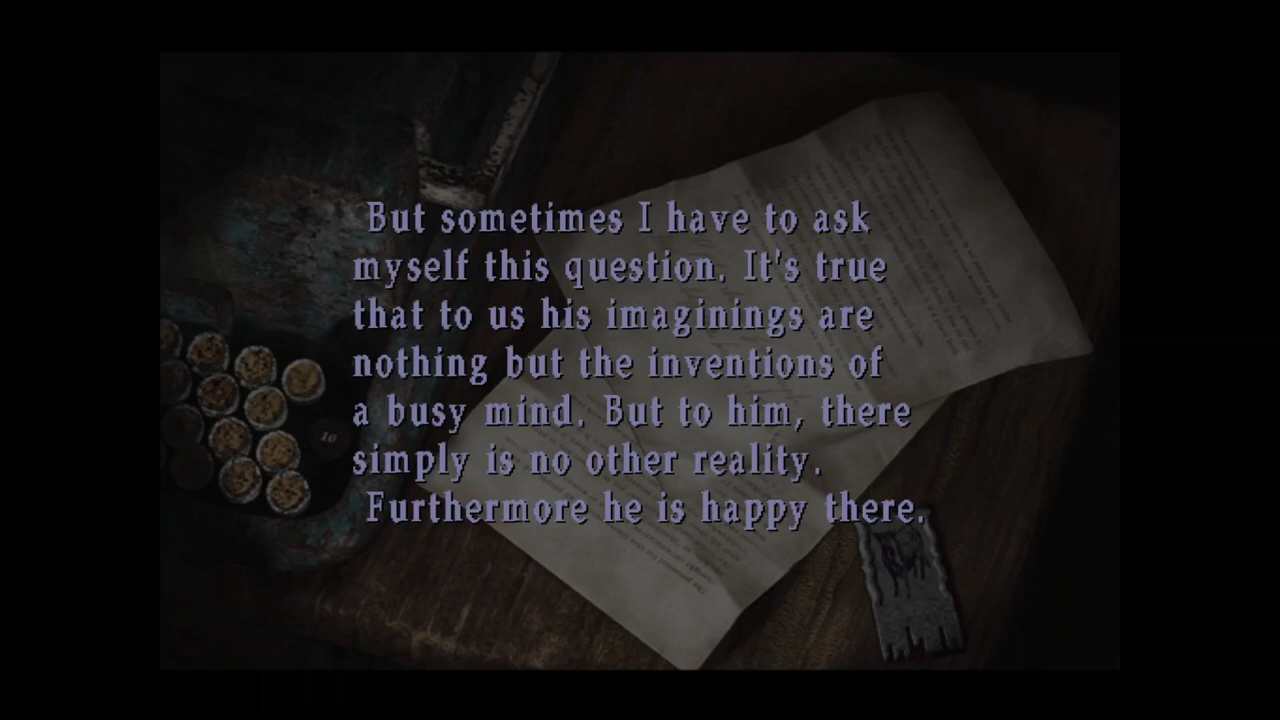 But sometimes I have to ask
myself this question. It's true
that to us his imaginings are
nothing but the inventions of
a busy mind. But to him, there
simply is no other reality.
Furthermore he is happy there.
10